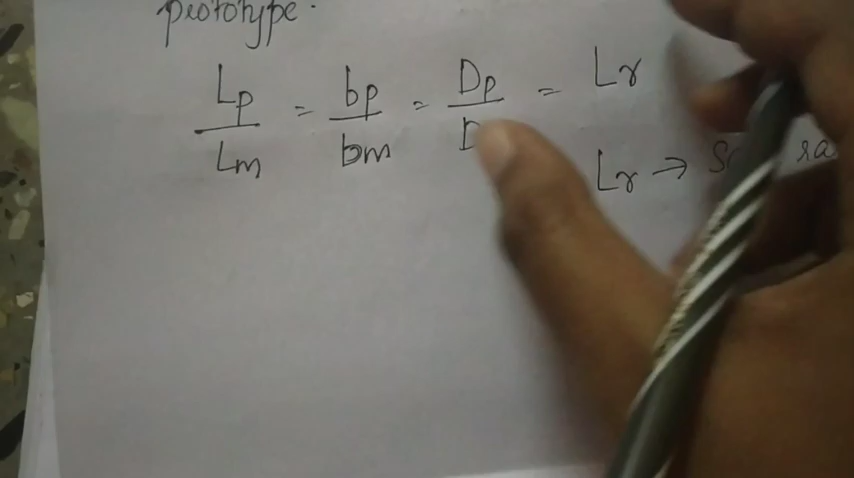 prototype.
Lp/Lm = bp/bm = Dp/D = Lr
Lr →